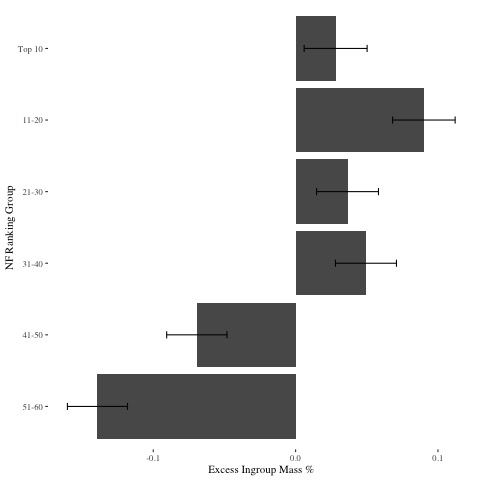 Top 10
11-20
21-30
31-40
41-50
51-60
NF Ranking Group
-0.1
0.0
0.1
Excess Ingroup Mass %